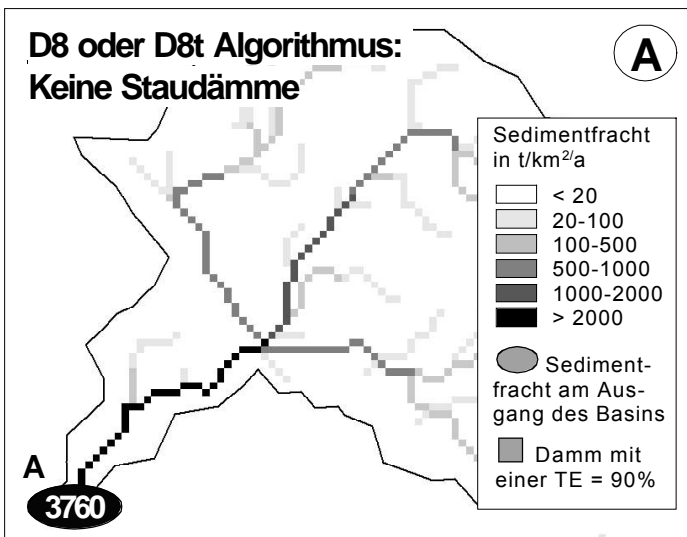 D8 oder D8t Algorithmus:
Keine Staudämme
A
Sedimentfracht
in t/km²/a
< 20
20-100
100-500
500-1000
1000-2000
> 2000
Sediment-
fracht am Aus-
gang des Basins
Damm mit
einer TE = 90%
A
3760